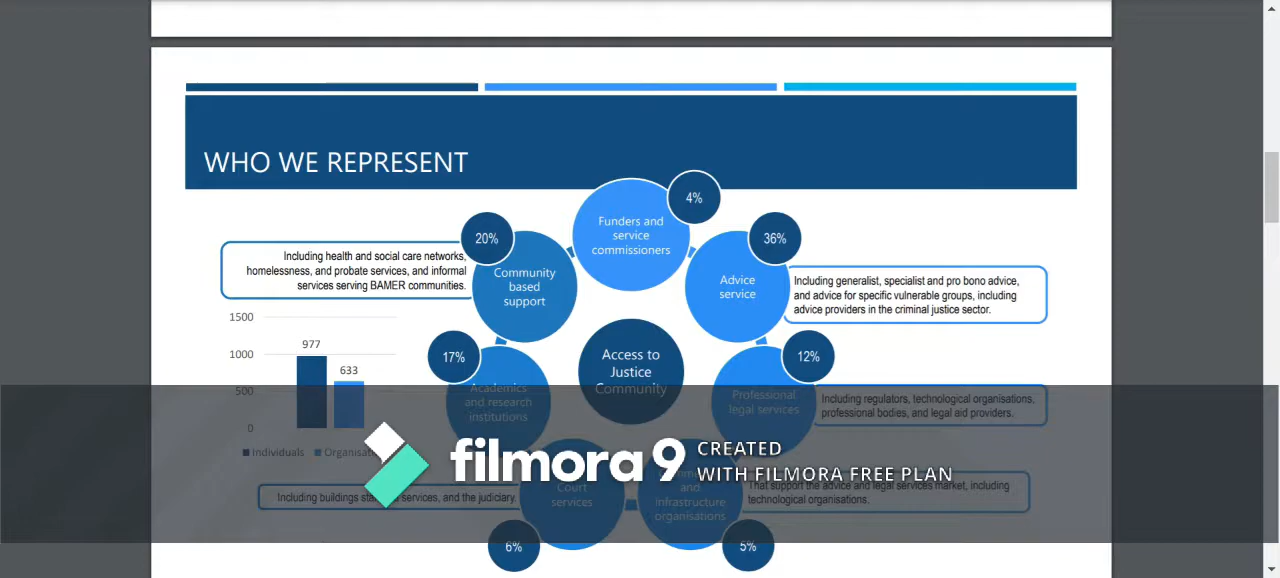 WHO WE REPRESENT
4%
Funders and
service
commissioners
20%
36%
Including health and social care networks,
homelessness, and probate services, and informal
services serving BAMER communities.
Community
based
support
Advice
service
Including generalist, specialist and pro bono advice,
and advice for specific vulnerable groups, including
advice providers in the criminal justice sector.
1500
1000
500
0
977
633
Individuals
17%
Academics
and research
institutions
Access to
Justice
Community
12%
Professional
legal services
Including regulators, technological organisations,
professional bodies, and legal aid providers.
filmora 9
CREATED
WITH FILMORA FREE PLAN
Including buildings
services, and the judiciary.
Court
services
and
infrastructure
organisations
That support the advice and legal services market, including
technological organisations.
6%
5%